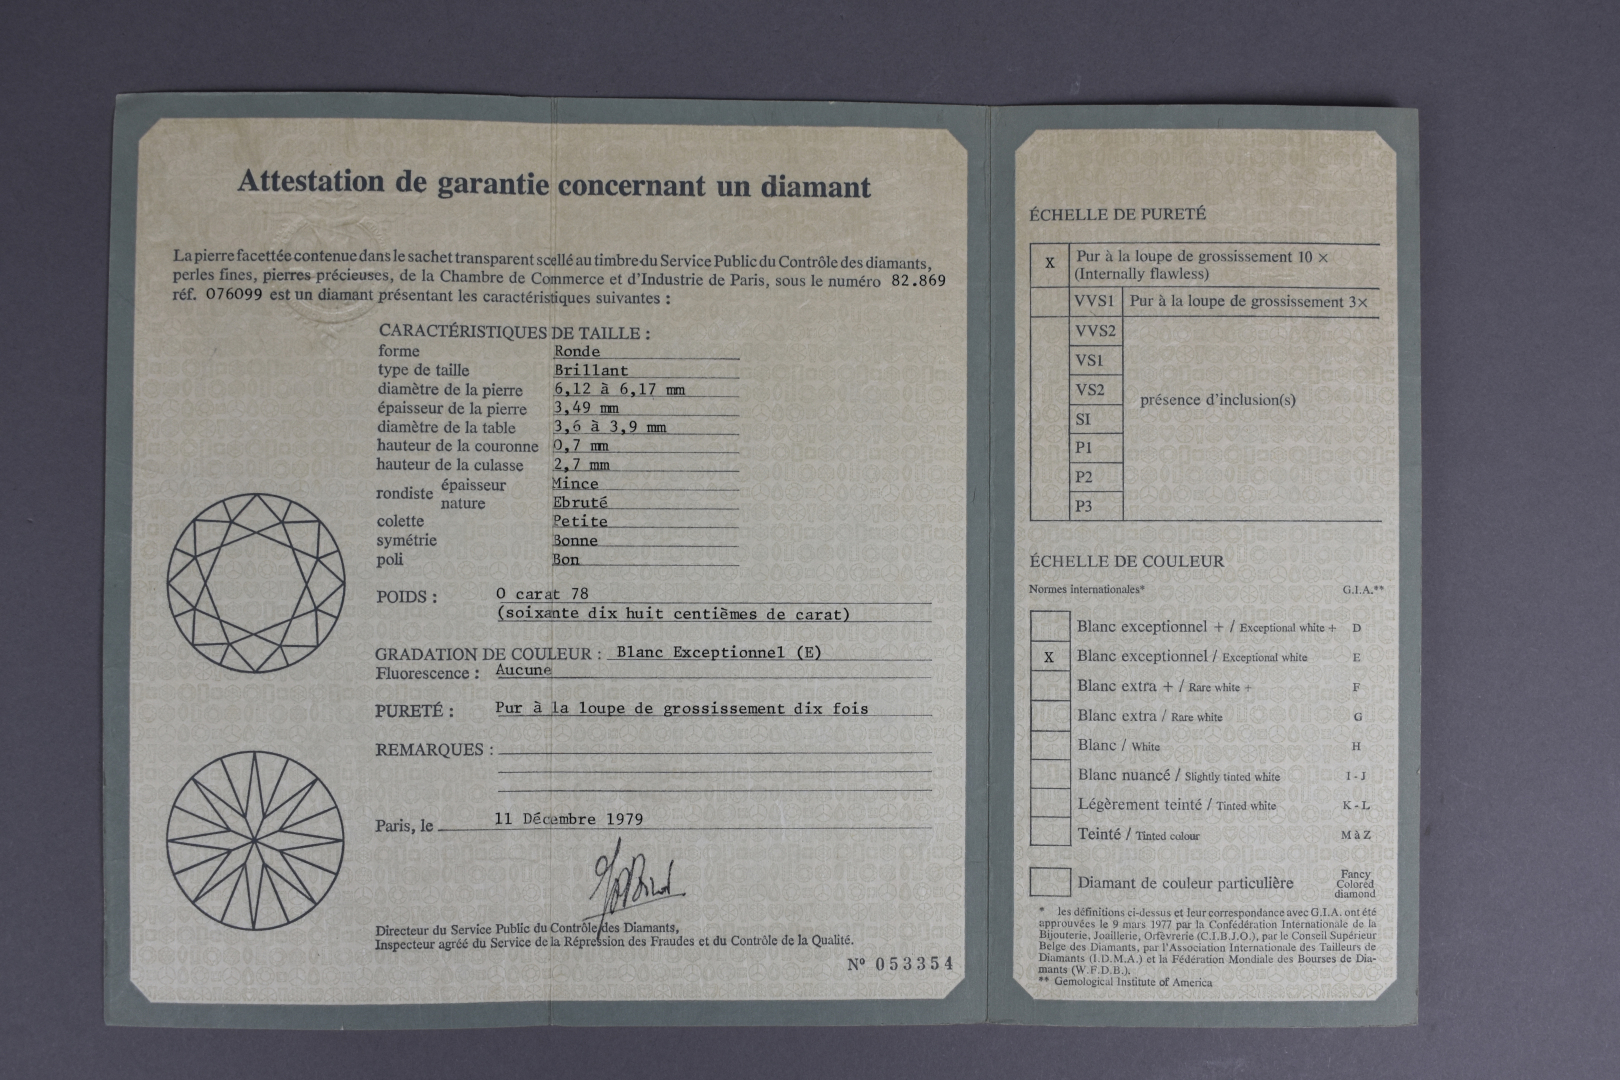 Attestation de garantie concernant un diamant
La pierre facettée contenue dans le sachet transparent scellé au timbre du Service Public du Contrôle des diamants,
perles fines, pierres précieuses, de la Chambre de Commerce et d'Industrie de Paris, sous le numéro 82.869
réf. 076099 est un diamant présentant les caractéristiques suivantes :
CARACTÉRISTIQUES DE TAILLE :
forme Ronde
type de taille Brillant
diamètre de la pierre 6,12 à 6,17 mm
épaisseur de la pierre 3,49 mm
diamètre de la table 3,6 à 3,9 mm
hauteur de la couronne 0,7 mm
hauteur de la culasse 2,7 mm
rondiste épaisseur Mince
nature Ebruté
colette Petite
symétrie Bonne
poli Bon
POIDS : 0 carat 78
(soixante dix huit centièmes de carat)
GRADATION DE COULEUR : Blanc Exceptionnel (E)
Fluorescence : Aucune
PURETÉ : Pur à la loupe de grossissement dix fois
REMARQUES :
Paris, le 11 Décembre 1979
Directeur du Service Public du Contrôle des Diamants,
Inspecteur agréé du Service de la Répression des Fraudes et du Contrôle de la Qualité.
Nº 053354
ÉCHELLE DE PURETÉ
X Pur à la loupe de grossissement 10 ×
(Internally flawless)
VVS1 Pur à la loupe de grossissement 3×
VVS2
VS1
VS2
présence d'inclusion(s)
SI
P1
P2
P3
ÉCHELLE DE COULEUR
Normes internationales* G.I.A.**
Blanc exceptionnel + / Exceptional white + D
X Blanc exceptionnel / Exceptional white E
Blanc extra + / Rare white + F
Blanc extra / Rare white G
Blanc / White H
Blanc nuancé / Slightly tinted white I - J
Légèrement teinté / Tinted white K - L
Teinté / Tinted colour M à Z
Diamant de couleur particulière Fancy
Colored
diamond
* les définitions ci-dessus et leur correspondance avec G.I.A. ont été
approuvées le 9 mars 1977 par la Confédération Internationale de la
Bijouterie, Joaillerie, Orfèvrerie (C.I.B.J.O.), par le Conseil Supérieur
Belge des Diamants, par l'Association Internationale des Tailleurs de
Diamants (I.D.M.A.) et la Fédération Mondiale des Bourses de Dia-
mants (W.F.D.B.).
** Gemological Institute of America